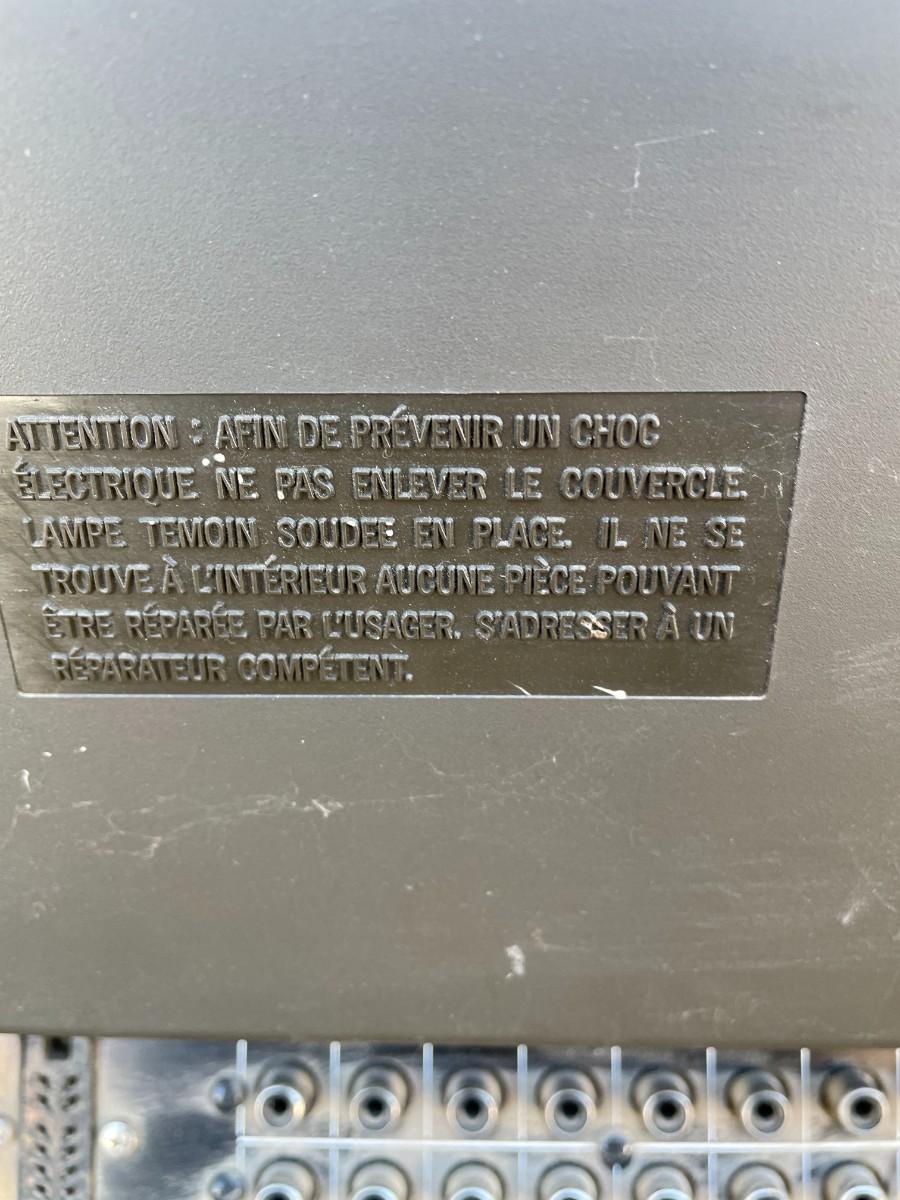 ATTENTION : AFIN DE PRÉVENIR UN CHOC
ÉLECTRIQUE NE PAS ENLEVER LE COUVERCLE.
LAMPE TEMOIN SOUDEE EN PLACE. IL NE SE
TROUVE À L'INTÉRIEUR AUCUNE PIÈCE POUVANT
ÊTRE RÉPARÉE PAR L'USAGER. S'ADRESSER À UN
RÉPARATEUR COMPÉTENT.